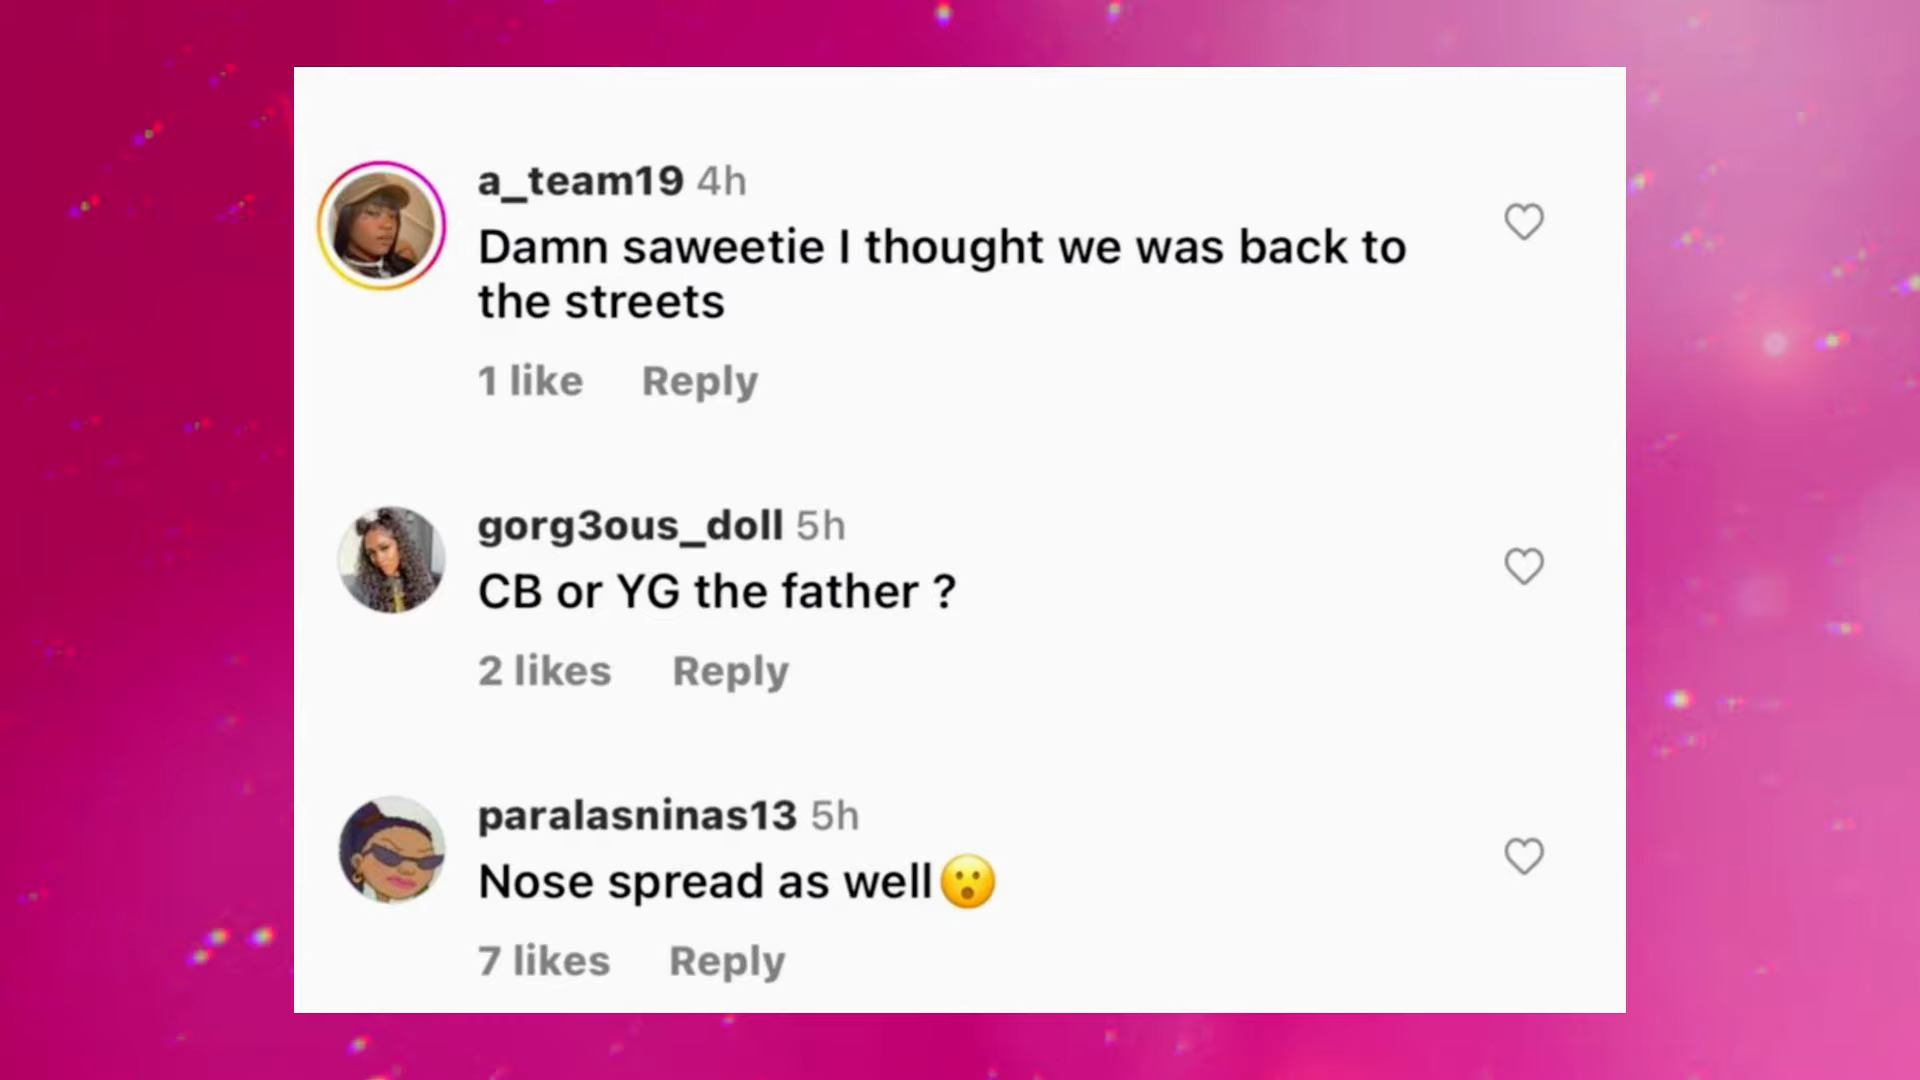 a_team19 4h
Damn saweetie I thought we was back to
the streets
1 like Reply
gorg3ous_doll 5h
CB or YG the father ?
2 likes Reply
paralasninas13 5h
Nose spread as well😮
7 likes Reply